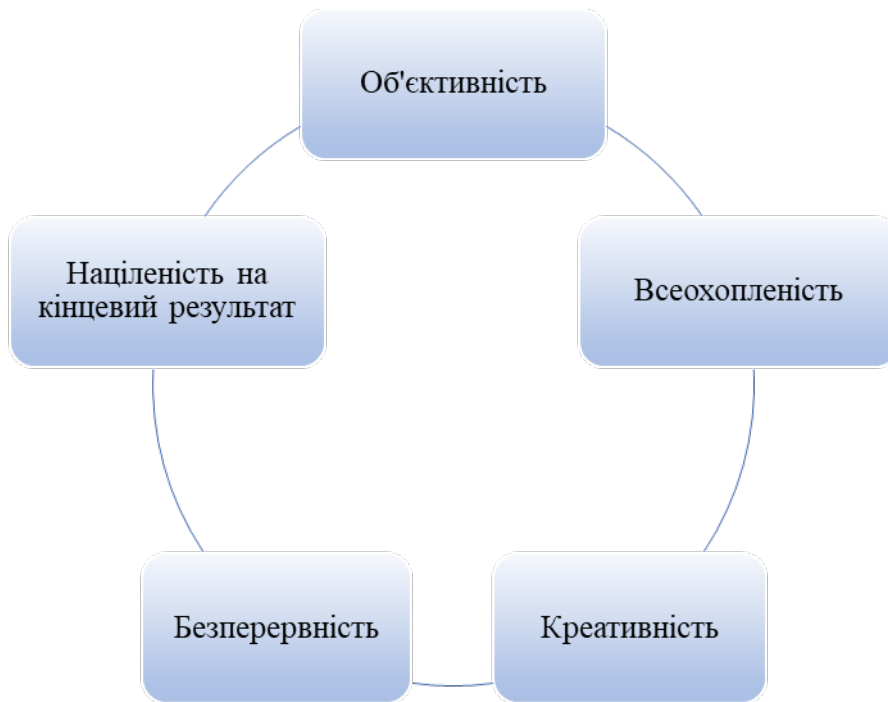 Об'єктивність
Націленість на
кінцевий результат
Всеохопленість
Безперервність
Креативність